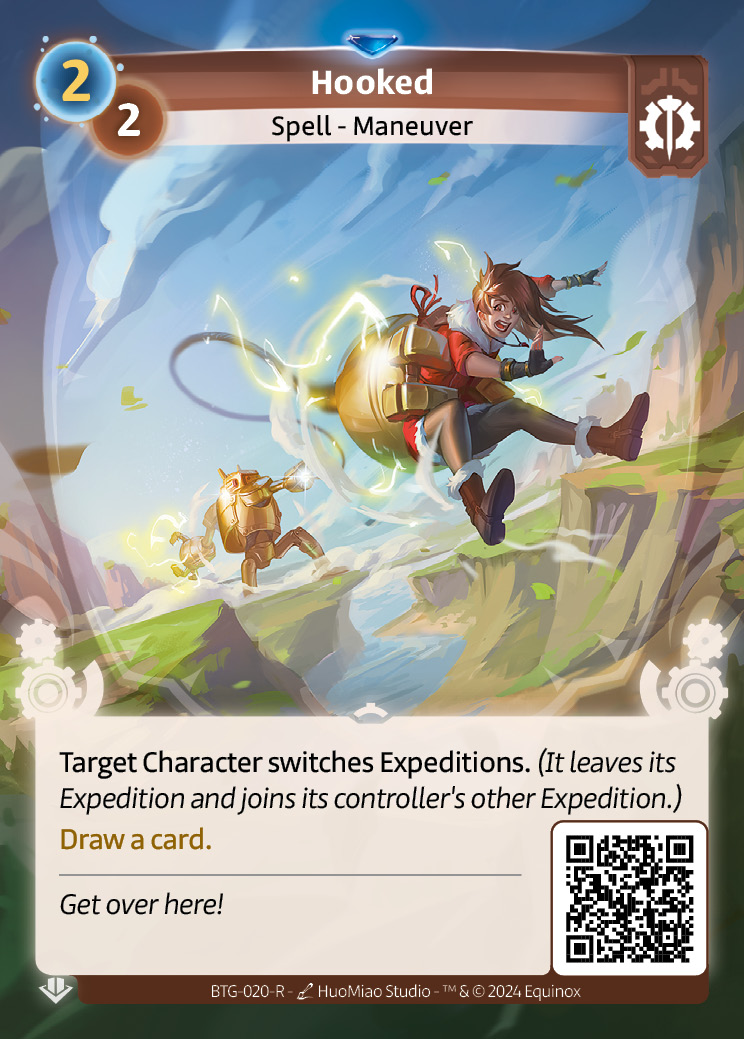 2
Hooked
2
Spell - Maneuver
Target Character switches Expeditions. (It leaves its
Expedition and joins its controller's other Expedition.)
Draw a card.
Get over here!
BTG-020-R - HuoMiao Studio - ™ & © 2024 Equinox